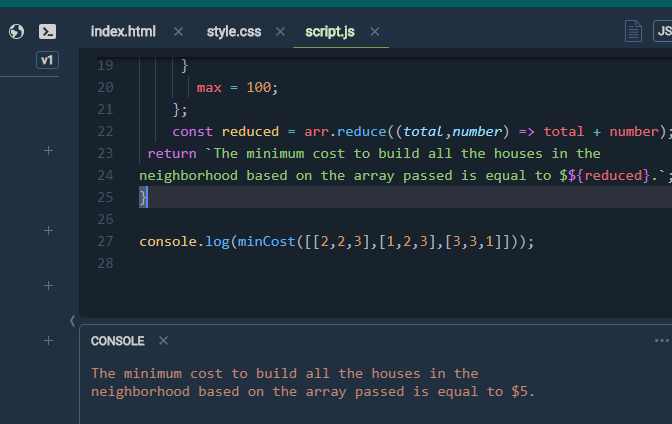 index.html × style.css × script.js × JS
v1
19 }
20 max = 100;
21 };
22 const reduced = arr.reduce((total,number) => total + number);
23 return `The minimum cost to build all the houses in the
24 neighborhood based on the array passed is equal to $${reduced}.`;
25 }
26
27 console.log(minCost([[2,2,3],[1,2,3],[3,3,1]]));
28
CONSOLE ×
The minimum cost to build all the houses in the
neighborhood based on the array passed is equal to $5.